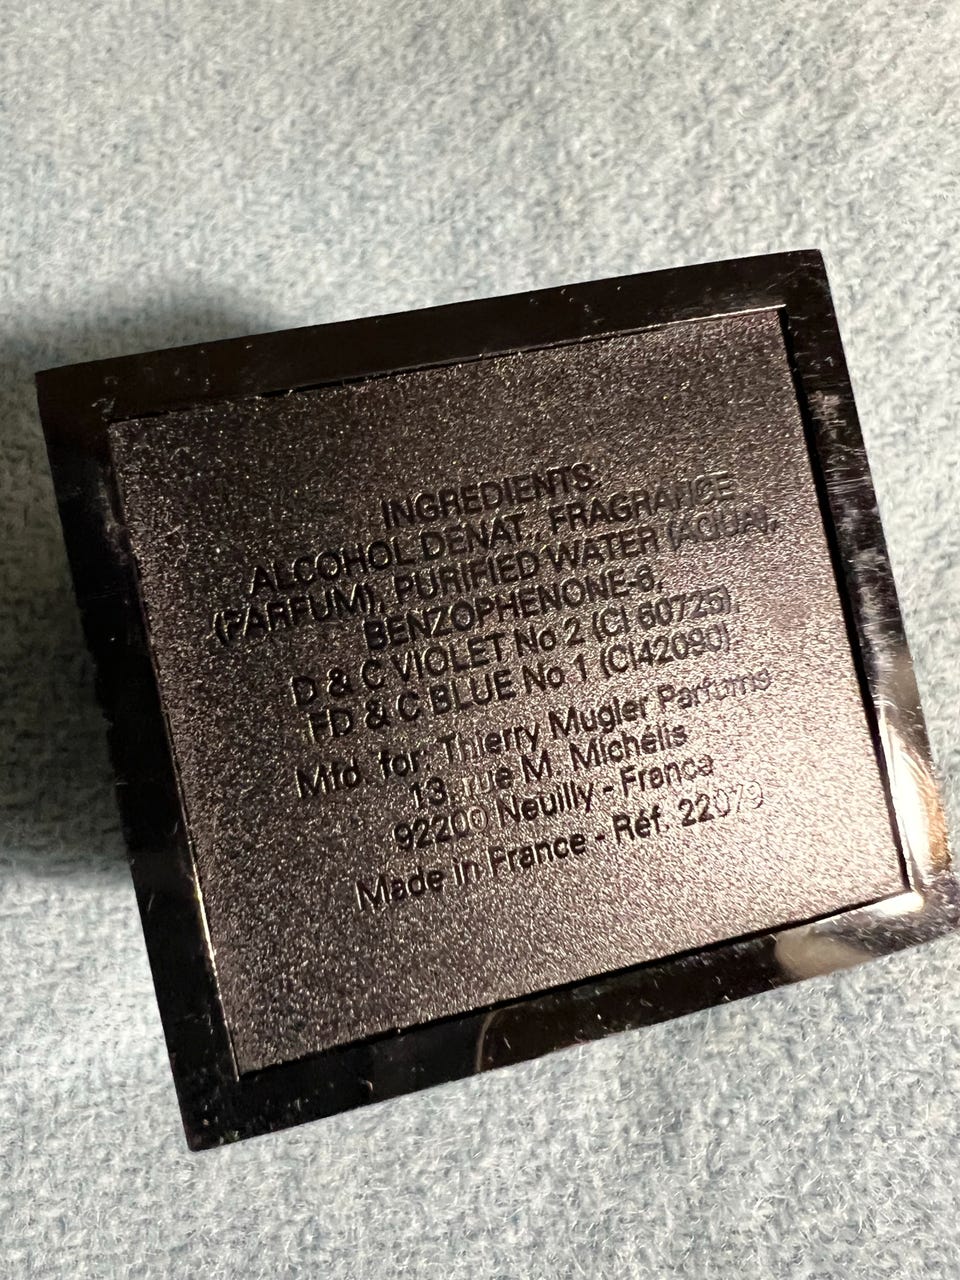 INGREDIENTS:
ALCOHOL DENAT., FRAGRANCE
(PARFUM), PURIFIED WATER (AQUA),
BENZOPHENONE-6,
D & C VIOLET No 2 (CI 60725),
FD & C BLUE No 1 (CI42090)
Mfd. for: Thierry Mugler Parfums
13, rue M. Michélis
92200 Neuilly - France
Made in France - Réf. 22079